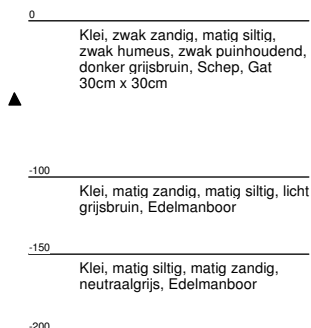 0
Klei, zwak zandig, matig siltig,
zwak humeus, zwak puinhoudend,
donker grijsbruin, Schep, Gat
30cm x 30cm
-100
Klei, matig zandig, matig siltig, licht
grijsbruin, Edelmanboor
-150
Klei, matig siltig, matig zandig,
neutraalgrijs, Edelmanboor
-200